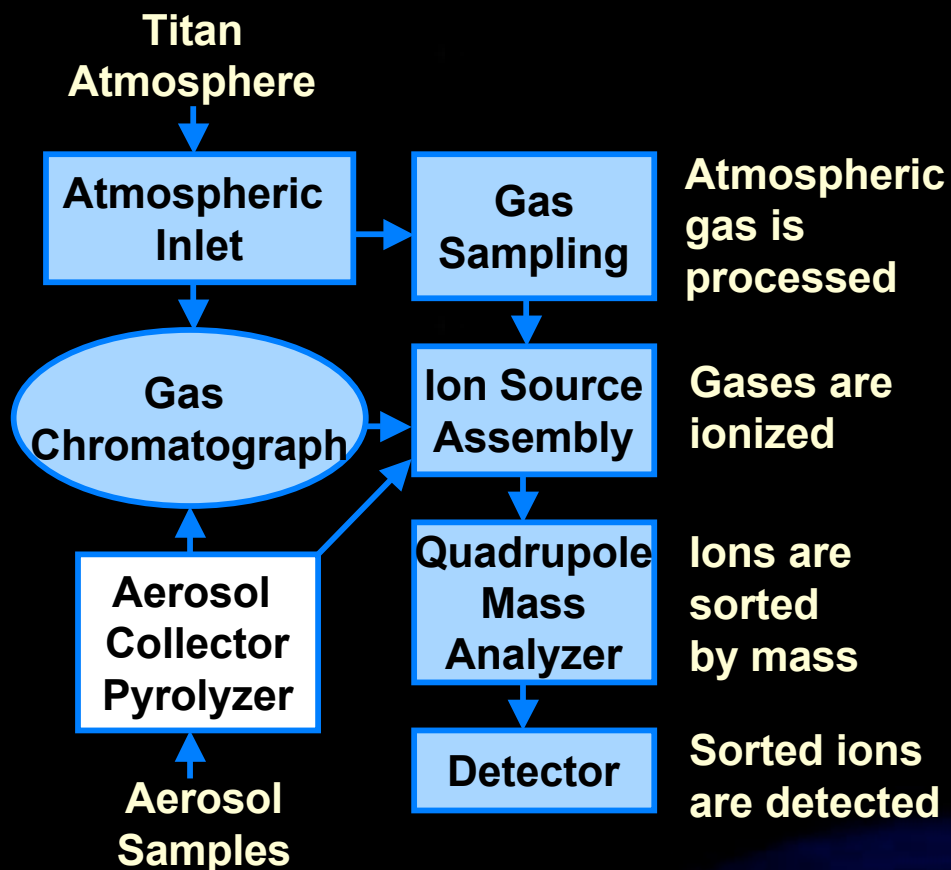 Titan
Atmosphere
Atmospheric
Inlet
Gas
Sampling
Atmospheric
gas is
processed
Gas
Chromatograph
Ion Source
Assembly
Gases are
ionized
Aerosol
Collector
Pyrolyzer
Quadrupole
Mass
Analyzer
Ions are
sorted
by mass
Detector
Sorted ions
are detected
Aerosol
Samples